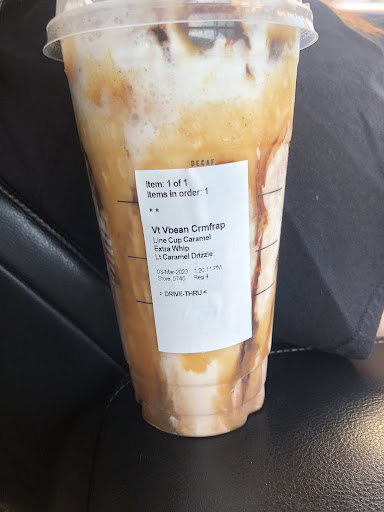 DECAF
Item: 1 of 1
Items in order: 1
* *
Vt Vbean Crmfrap
Line Cup Caramel
Extra Whip
Lt Caramel Drizzle
03-Mar-2023 1:20:11 PM
Store: 5745 Reg 4
> DRIVE-THRU <